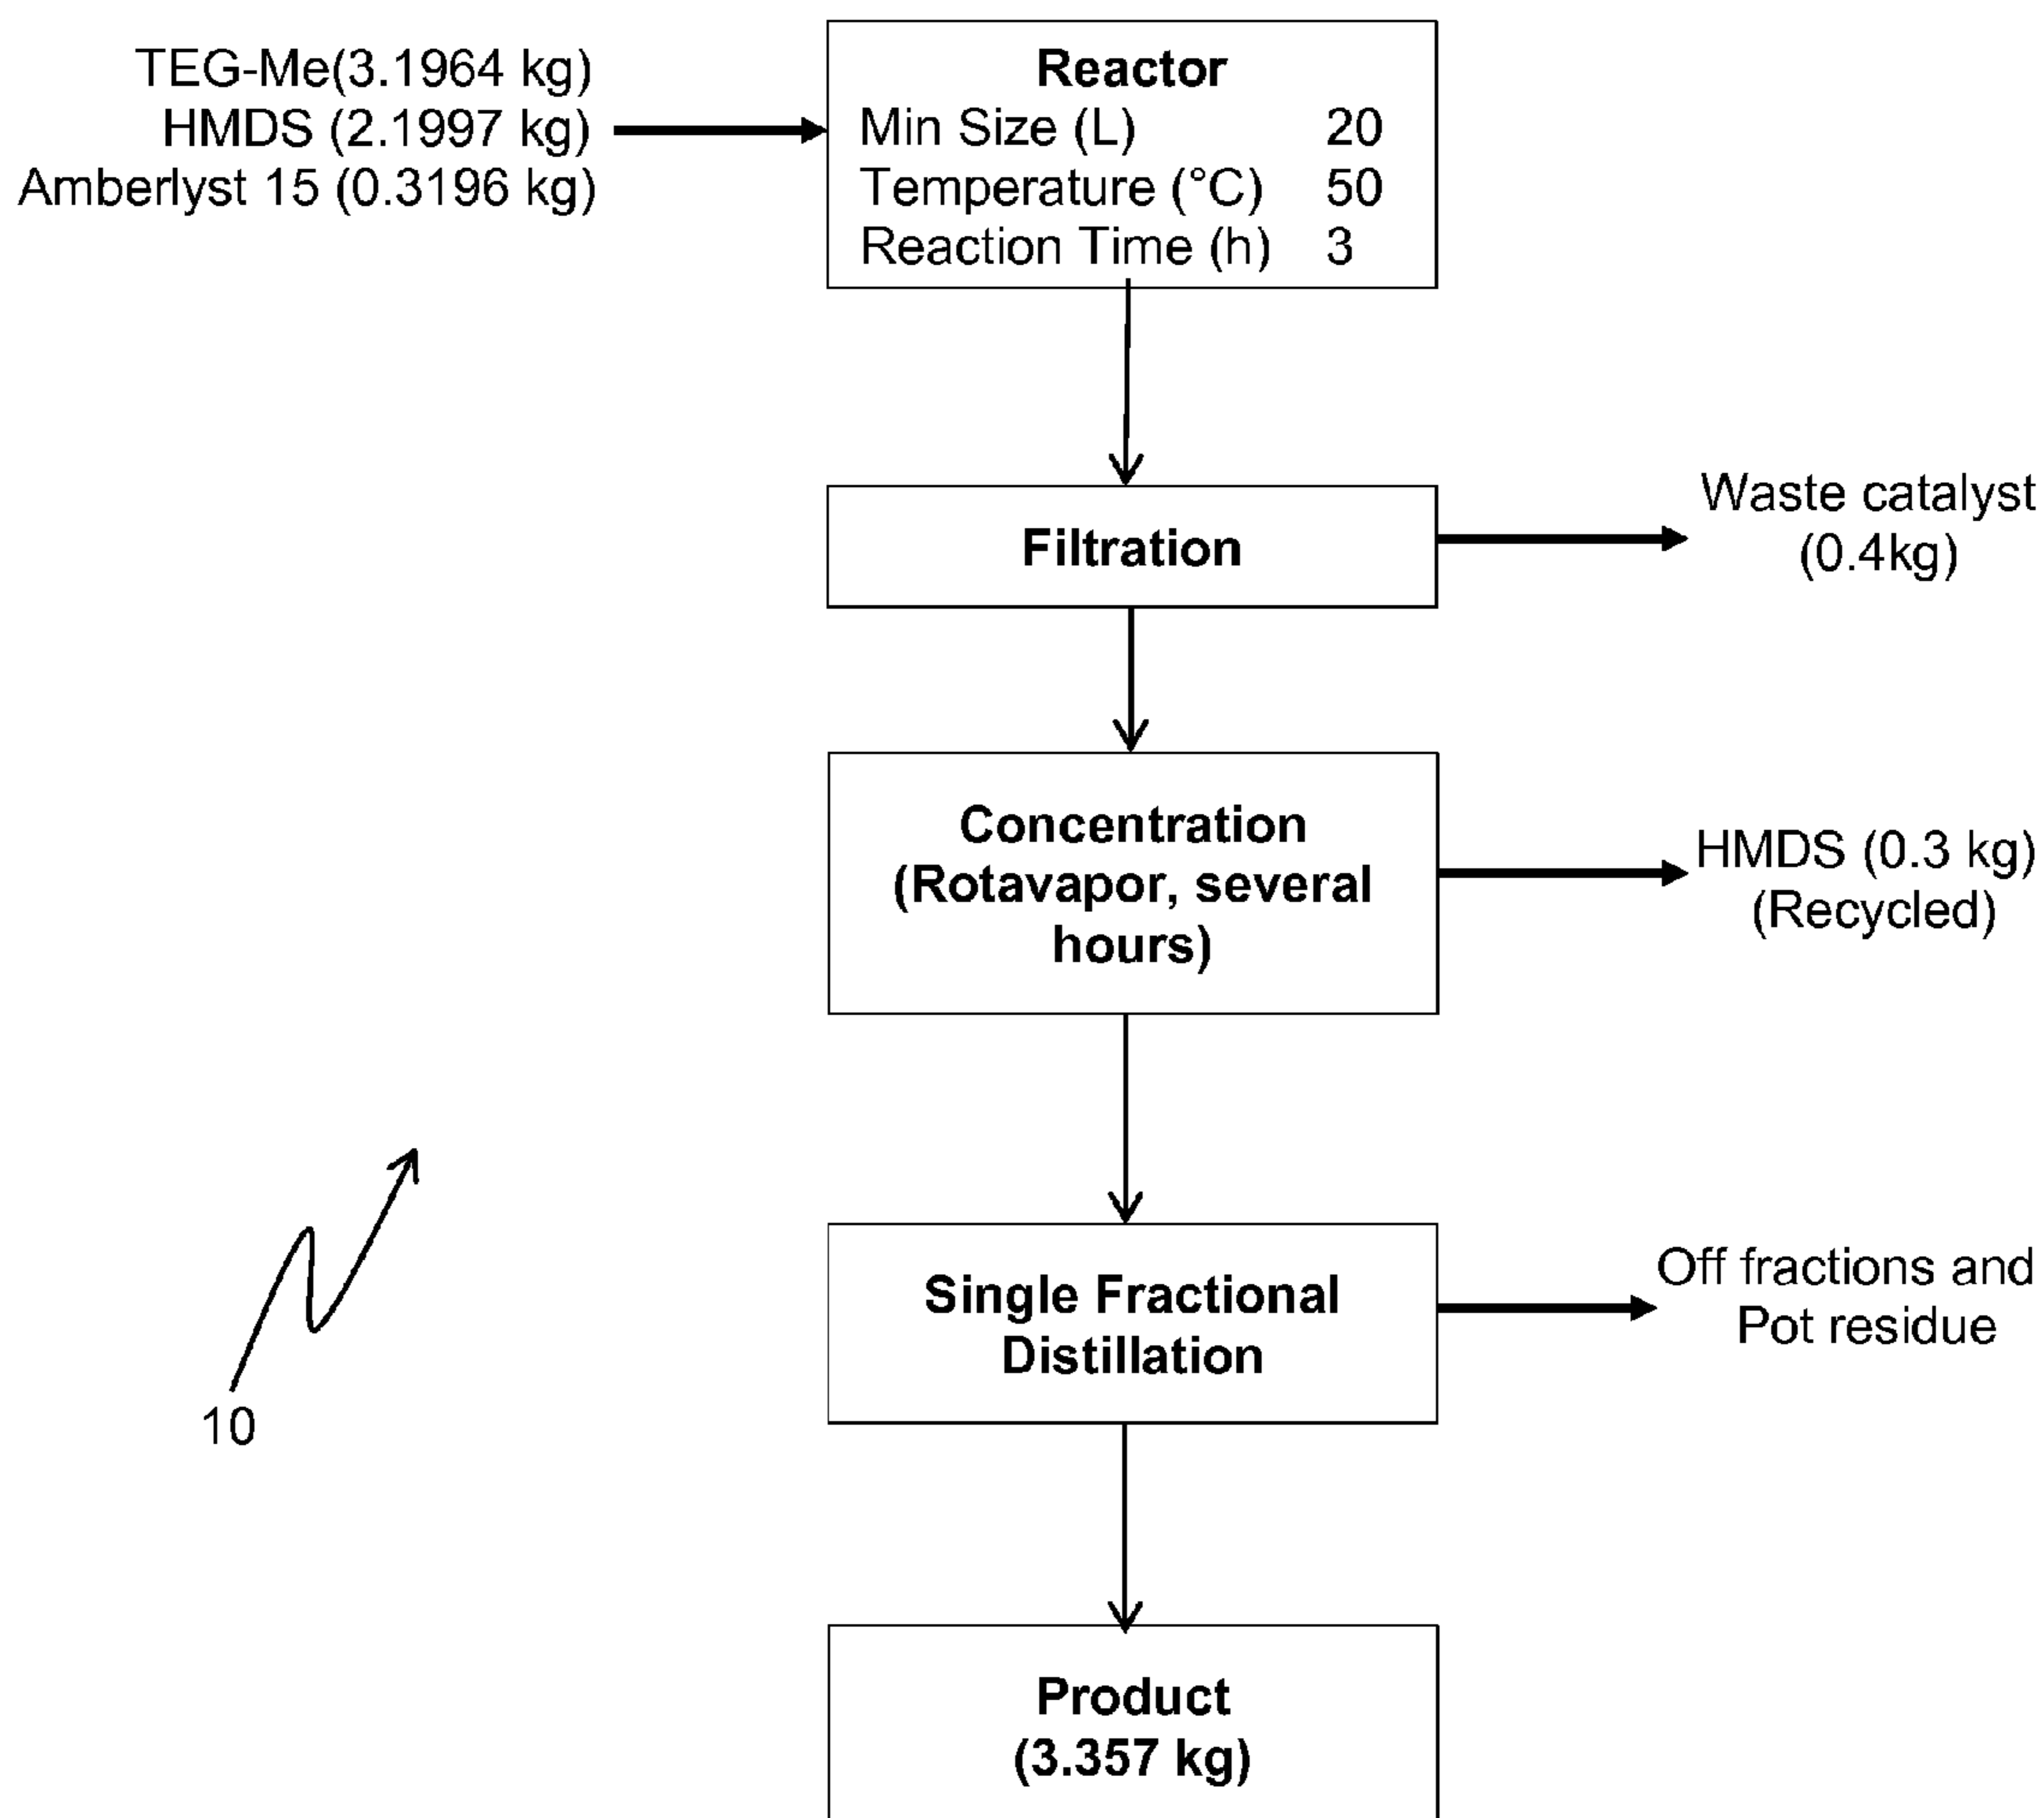 TEG-Me(3.1964 kg)
HMDS (2.1997 kg)
Amberlyst 15 (0.3196 kg)
Reactor
Min Size (L) 20
Temperature (°C) 50
Reaction Time (h) 3
Filtration
Waste catalyst
(0.4kg)
Concentration
(Rotavapor, several
hours)
HMDS (0.3 kg)
(Recycled)
Single Fractional
Distillation
Off fractions and
Pot residue
10
Product
(3.357 kg)